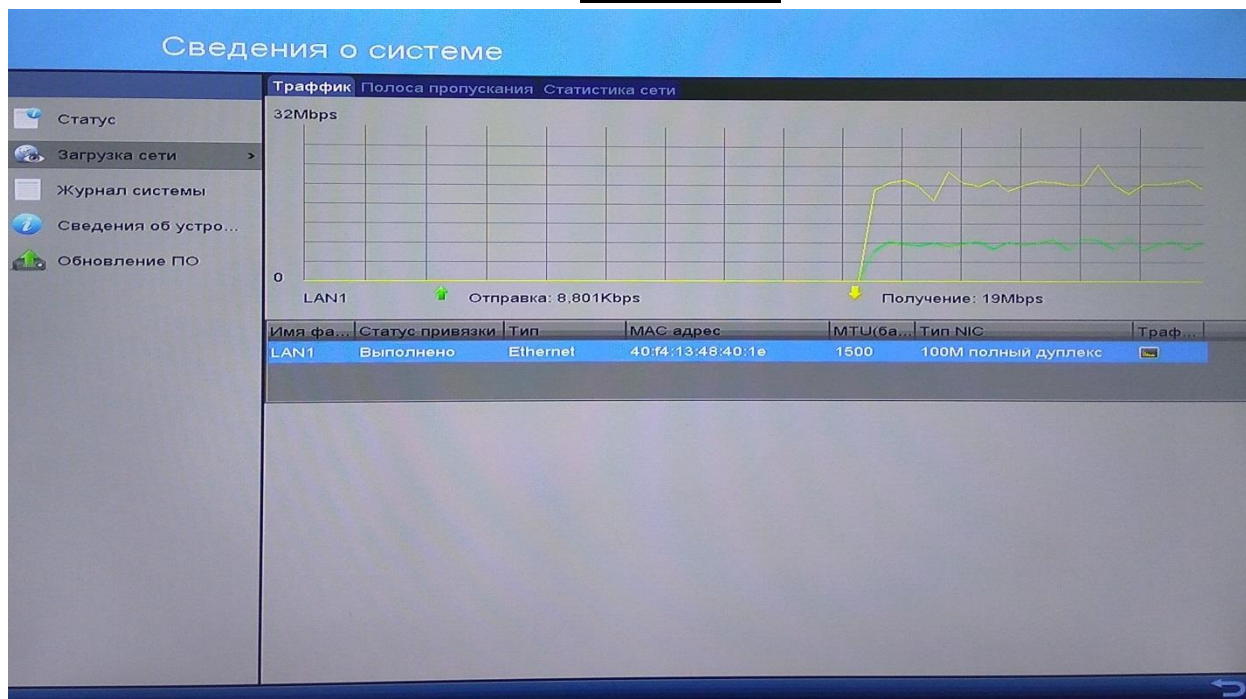 Сведения о системе
Траффик Полоса пропускания Статистика сети
32Mbps
Статус
Загрузка сети >
Журнал системы
Сведения об устро...
Обновление ПО
0
LAN1 Отправка: 8,801Kbps Получение: 19Mbps
Имя фа... Статус привязки Тип MAC адрес MTU(ба... Тип NIC Траф...
LAN1 Выполнено Ethernet 40:f4:13:48:40:1e 1500 100М полный дуплекс